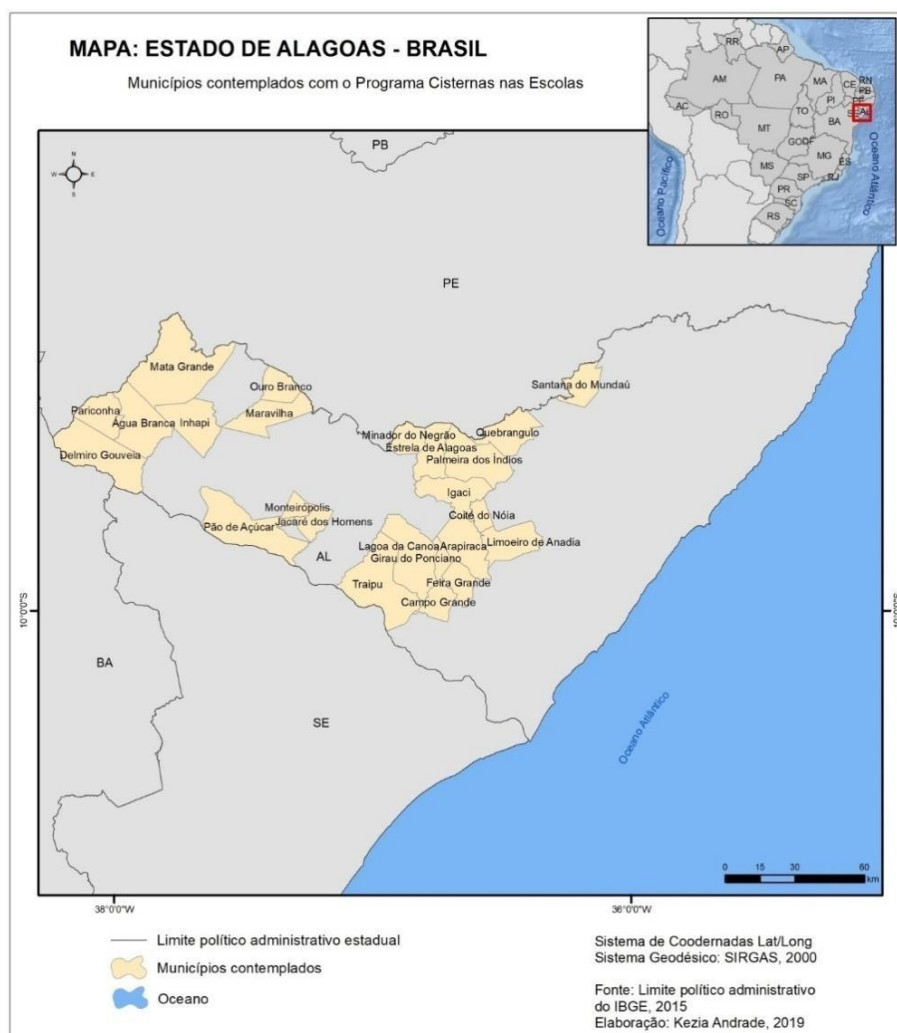 MAPA: ESTADO DE ALAGOAS - BRASIL
Municípios contemplados com o Programa Cisternas nas Escolas
RR
AP
AM
PA
MA
CE
RN
PB
PI
AC
RO
TO
AL
BA
MT
GO
DF
MG
ES
MS
SP
RJ
PR
SC
RS
Oceano Pacífico
Oceano Atlântico
N
W
E
S
PB
PE
Mata Grande
Ouro Branco
Santana do Mundaú
Pariconha
Maravilha
Água Branca
Inhapi
Minador do Negrão
Quebrangulo
Estrela de Alagoas
Delmiro Gouveia
Palmeira dos Índios
Igaci
Monteirópolis
Coité do Nóia
Pão de Açúcar
Jacaré dos Homens
Limoeiro de Anadia
Lagoa da Canoa
Arapiraca
AL
Girau do Ponciano
Traipu
Feira Grande
Campo Grande
10°0'0"S
BA
SE
Oceano Atlântico
0
15
30
60
km
38°0'0"W
36°0'0"W
Limite político administrativo estadual
Municípios contemplados
Oceano
Sistema de Coodernadas Lat/Long
Sistema Geodésico: SIRGAS, 2000
Fonte: Limite político administrativo
do IBGE, 2015
Elaboração: Kezia Andrade, 2019